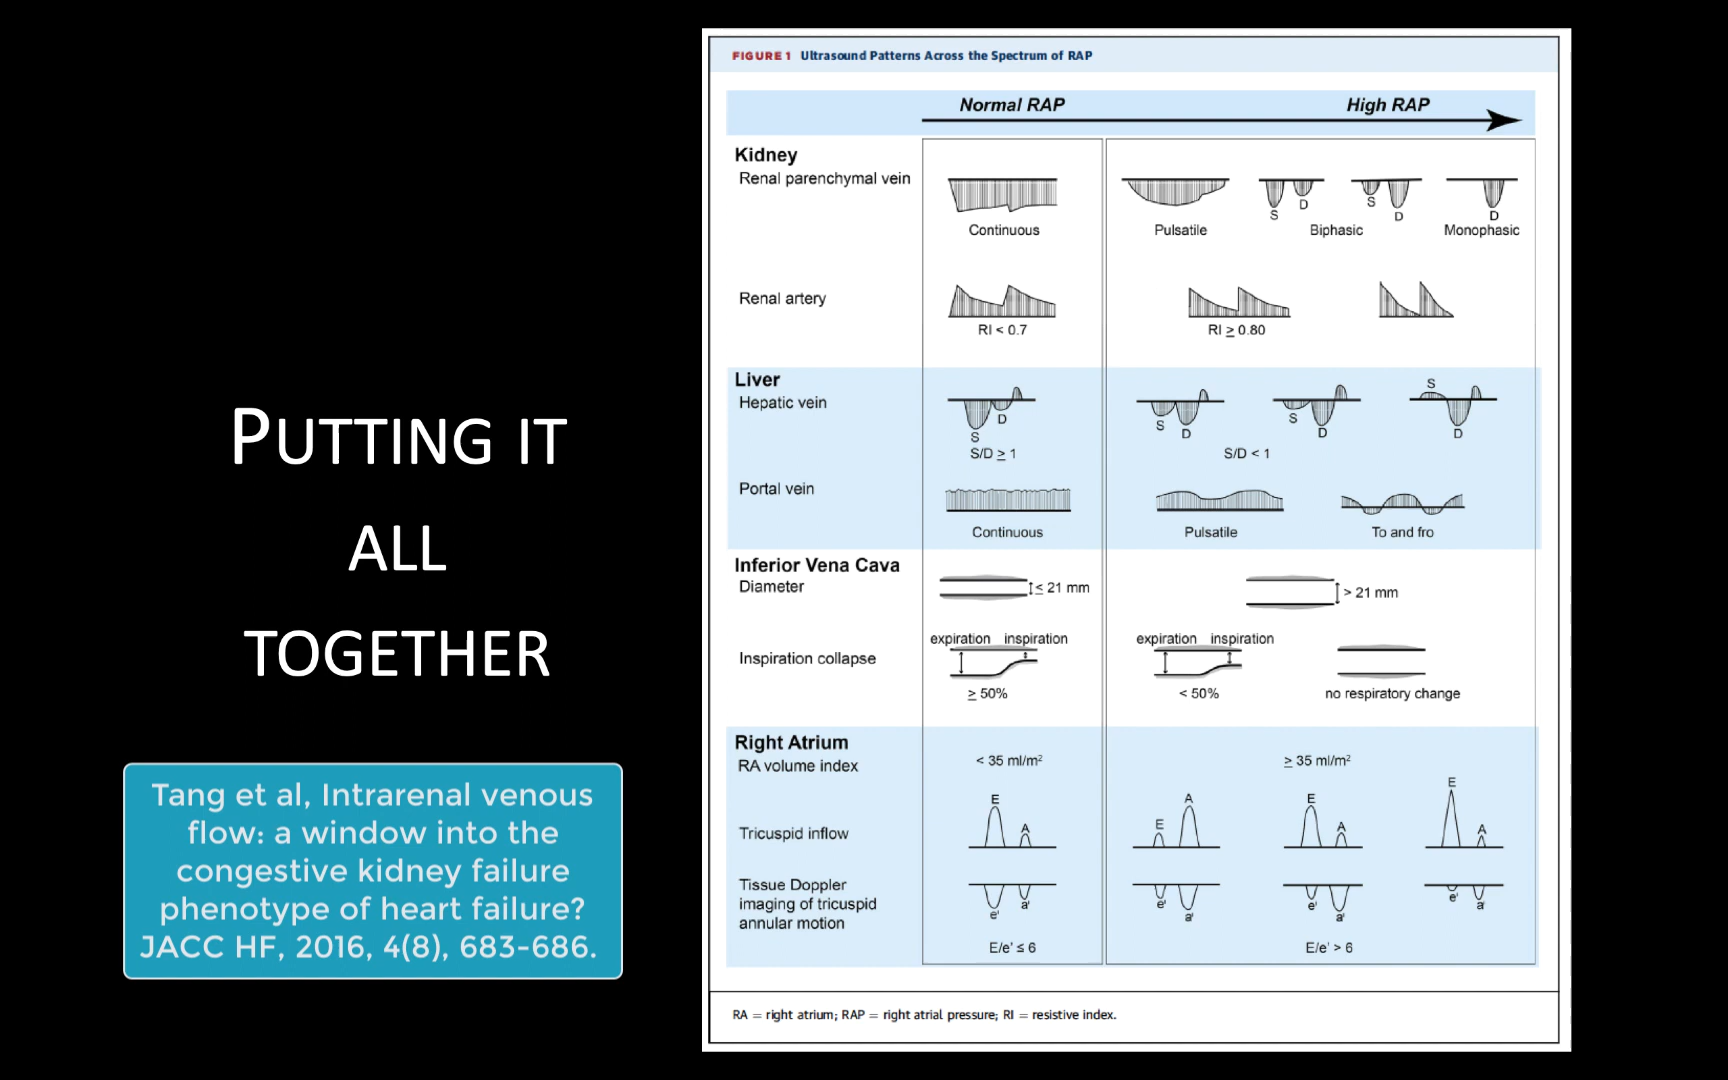 PUTTING IT
ALL
TOGETHER
Tang et al, Intrarenal venous
flow: a window into the
congestive kidney failure
phenotype of heart failure?
JACC HF, 2016, 4(8), 683-686.
FIGURE 1 Ultrasound Patterns Across the Spectrum of RAP
Normal RAP High RAP
Kidney
Renal parenchymal vein
S D S D D
Continuous Pulsatile Biphasic Monophasic
Renal artery
RI < 0.7 RI ≥ 0.80
Liver
Hepatic vein
S D S D S D S D
S/D ≥ 1 S/D < 1
Portal vein
Continuous Pulsatile To and fro
Inferior Vena Cava
Diameter
≤ 21 mm > 21 mm
expiration inspiration expiration inspiration
Inspiration collapse
≥ 50% < 50% no respiratory change
Right Atrium
RA volume index
< 35 ml/m² ≥ 35 ml/m²
Tricuspid inflow
E A E A E A E A
Tissue Doppler
imaging of tricuspid
annular motion
e' a' e' a' e' a' e' a'
E/e' ≤ 6 E/e' > 6
RA = right atrium; RAP = right atrial pressure; RI = resistive index.